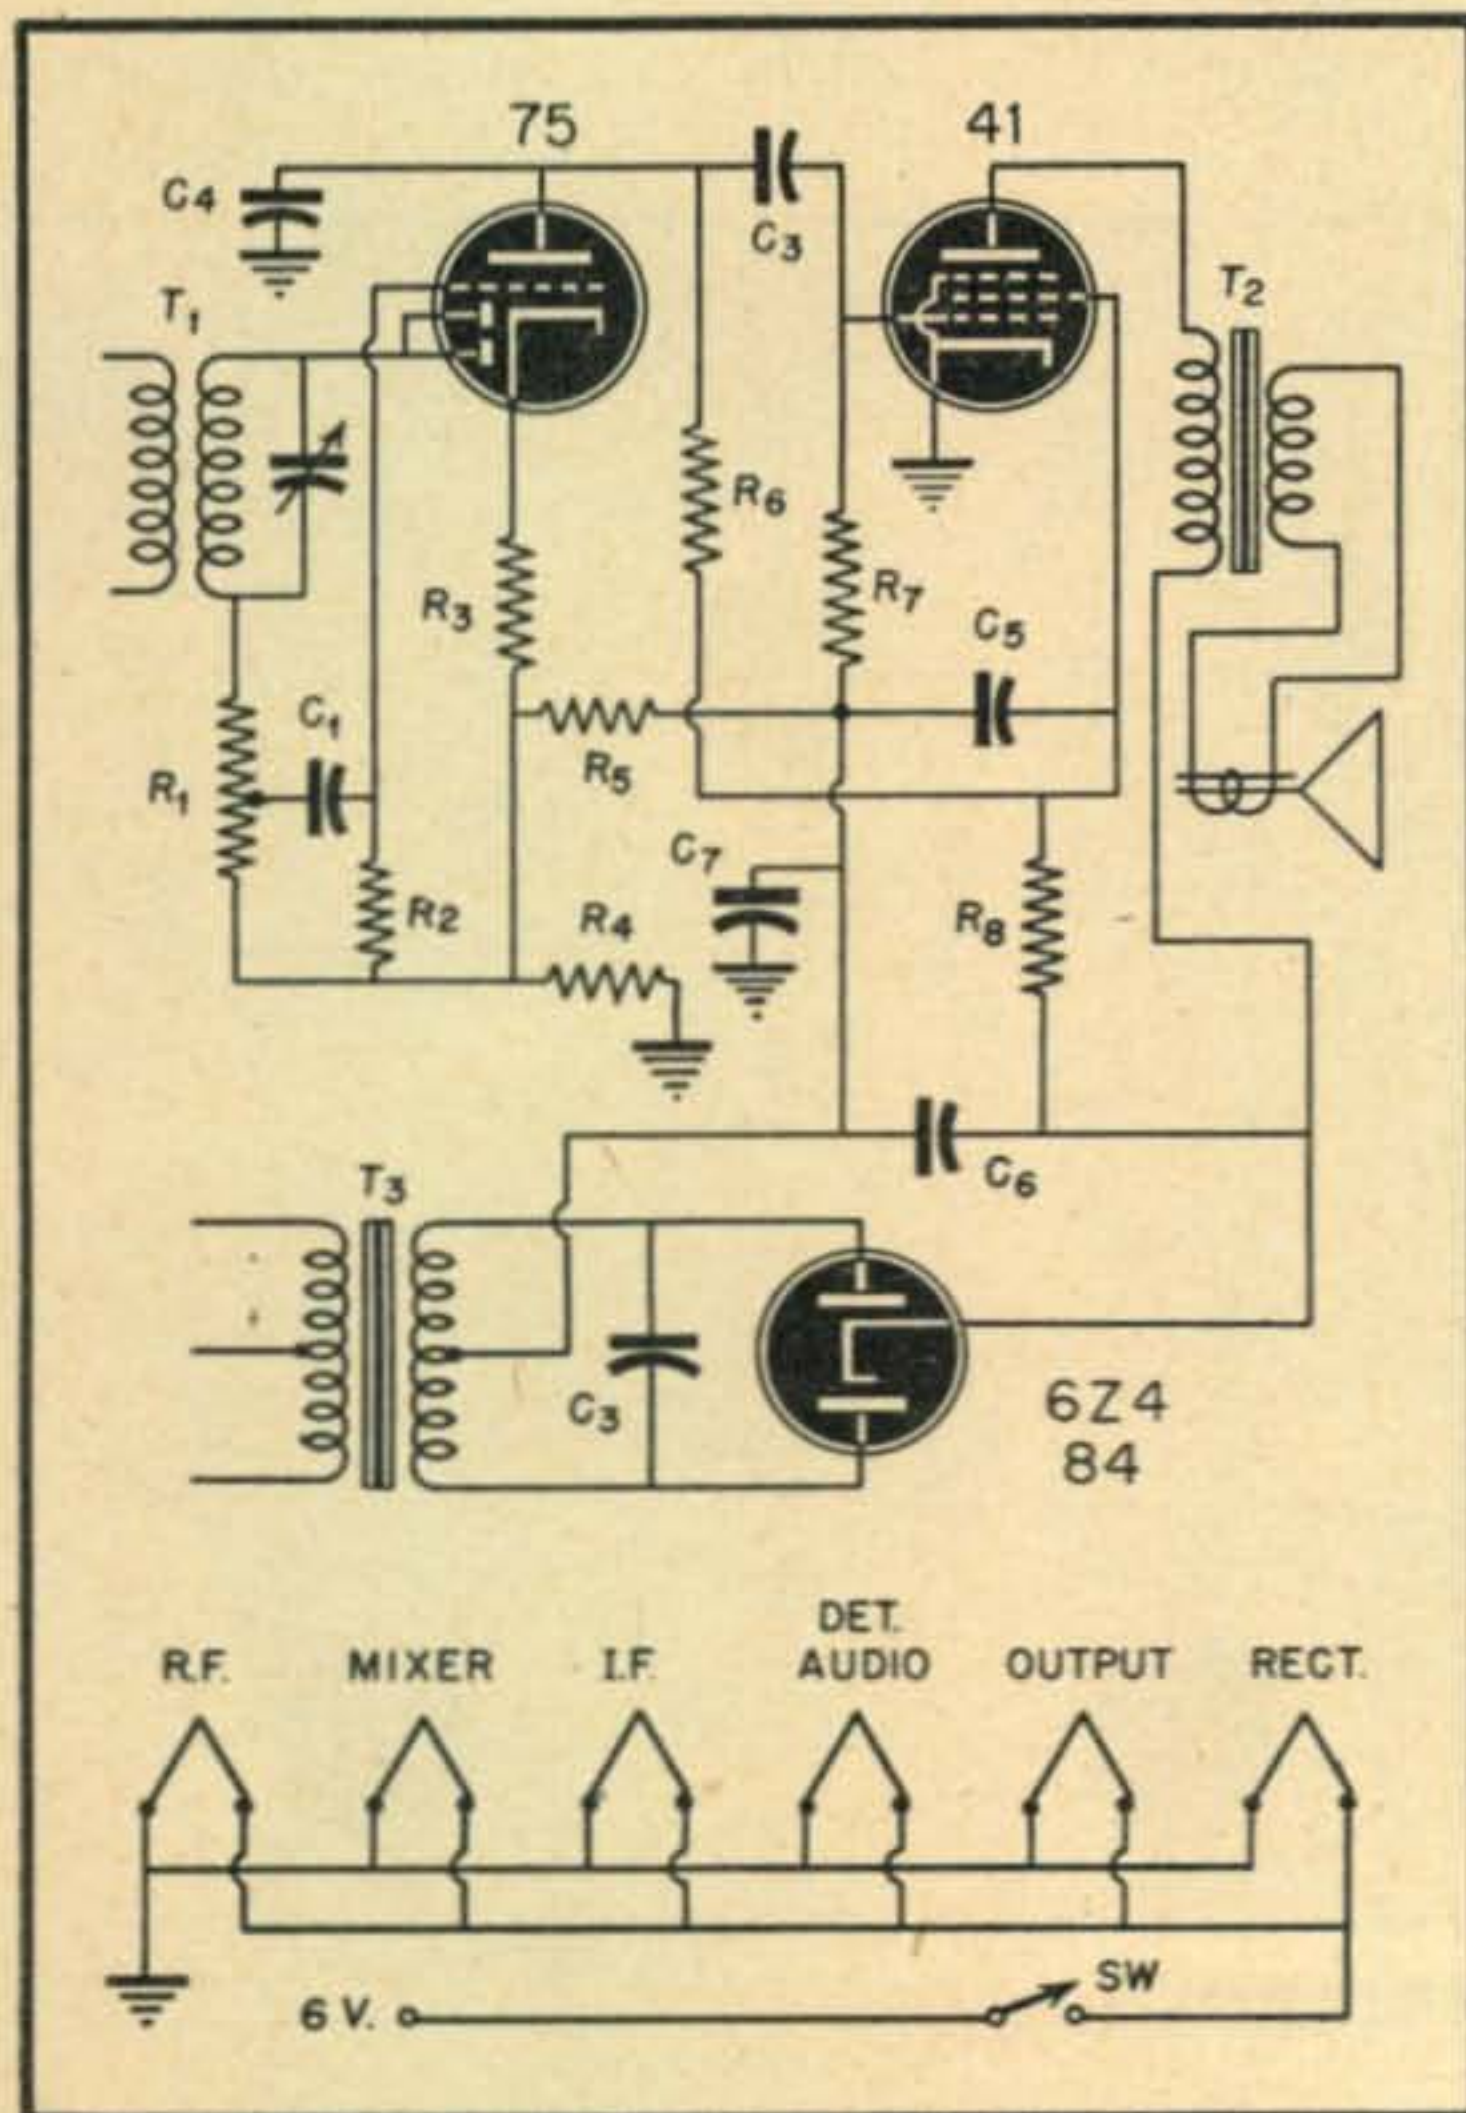 75
41
C4
C3
T1
T2
R6
R3
R7
C5
C1
R1
R5
C7
R2
R4
R8
C6
T3
C3
6Z4
84
R.F.
MIXER
I.F.
DET.
AUDIO
OUTPUT
RECT.
SW
6 V.